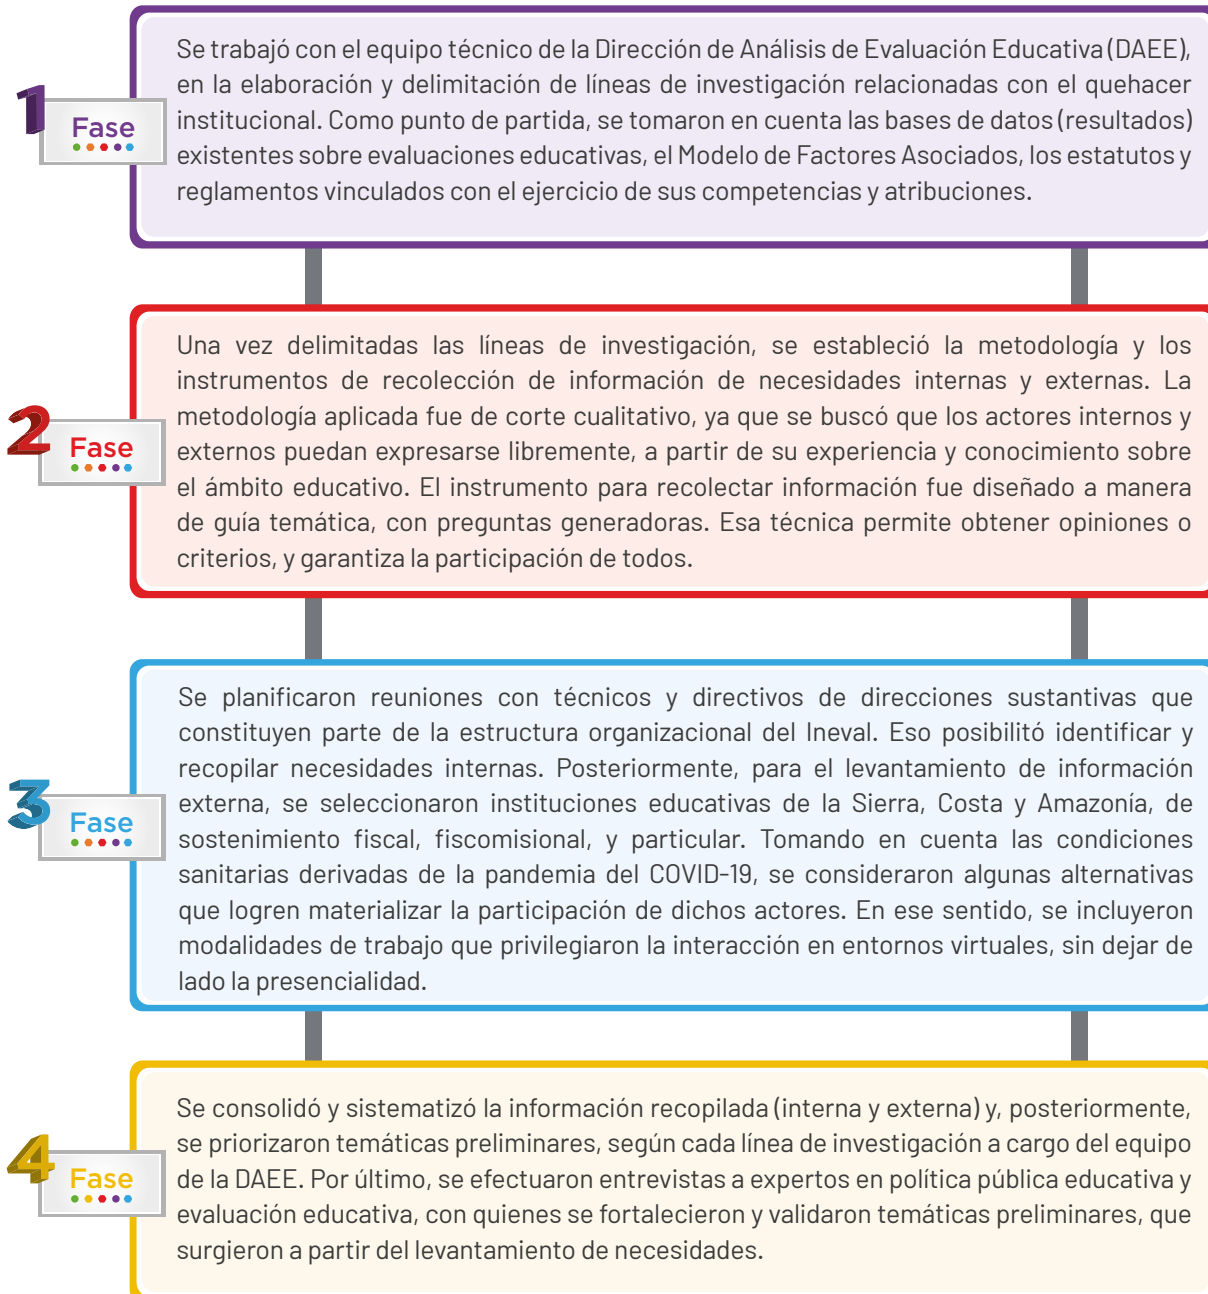 1
Fase
Se trabajó con el equipo técnico de la Dirección de Análisis de Evaluación Educativa (DAEE),
en la elaboración y delimitación de líneas de investigación relacionadas con el quehacer
institucional. Como punto de partida, se tomaron en cuenta las bases de datos (resultados)
existentes sobre evaluaciones educativas, el Modelo de Factores Asociados, los estatutos y
reglamentos vinculados con el ejercicio de sus competencias y atribuciones.
2
Fase
Una vez delimitadas las líneas de investigación, se estableció la metodología y los
instrumentos de recolección de información de necesidades internas y externas. La
metodología aplicada fue de corte cualitativo, ya que se buscó que los actores internos y
externos puedan expresarse libremente, a partir de su experiencia y conocimiento sobre
el ámbito educativo. El instrumento para recolectar información fue diseñado a manera
de guía temática, con preguntas generadoras. Esa técnica permite obtener opiniones o
criterios, y garantiza la participación de todos.
3
Fase
Se planificaron reuniones con técnicos y directivos de direcciones sustantivas que
constituyen parte de la estructura organizacional del Ineval. Eso posibilitó identificar y
recopilar necesidades internas. Posteriormente, para el levantamiento de información
externa, se seleccionaron instituciones educativas de la Sierra, Costa y Amazonía, de
sostenimiento fiscal, fiscomisional, y particular. Tomando en cuenta las condiciones
sanitarias derivadas de la pandemia del COVID-19, se consideraron algunas alternativas
que logren materializar la participación de dichos actores. En ese sentido, se incluyeron
modalidades de trabajo que privilegiaron la interacción en entornos virtuales, sin dejar de
lado la presencialidad.
4
Fase
Se consolidó y sistematizó la información recopilada (interna y externa) y, posteriormente,
se priorizaron temáticas preliminares, según cada línea de investigación a cargo del equipo
de la DAEE. Por último, se efectuaron entrevistas a expertos en política pública educativa y
evaluación educativa, con quienes se fortalecieron y validaron temáticas preliminares, que
surgieron a partir del levantamiento de necesidades.